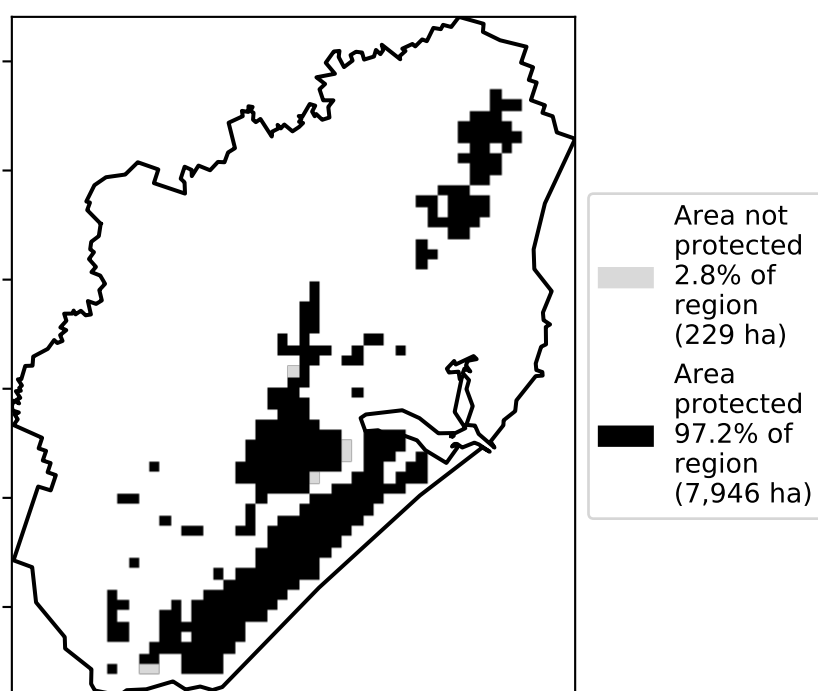 Area not
protected
2.8% of
region
(229 ha)
Area
protected
97.2% of
region
(7,946 ha)